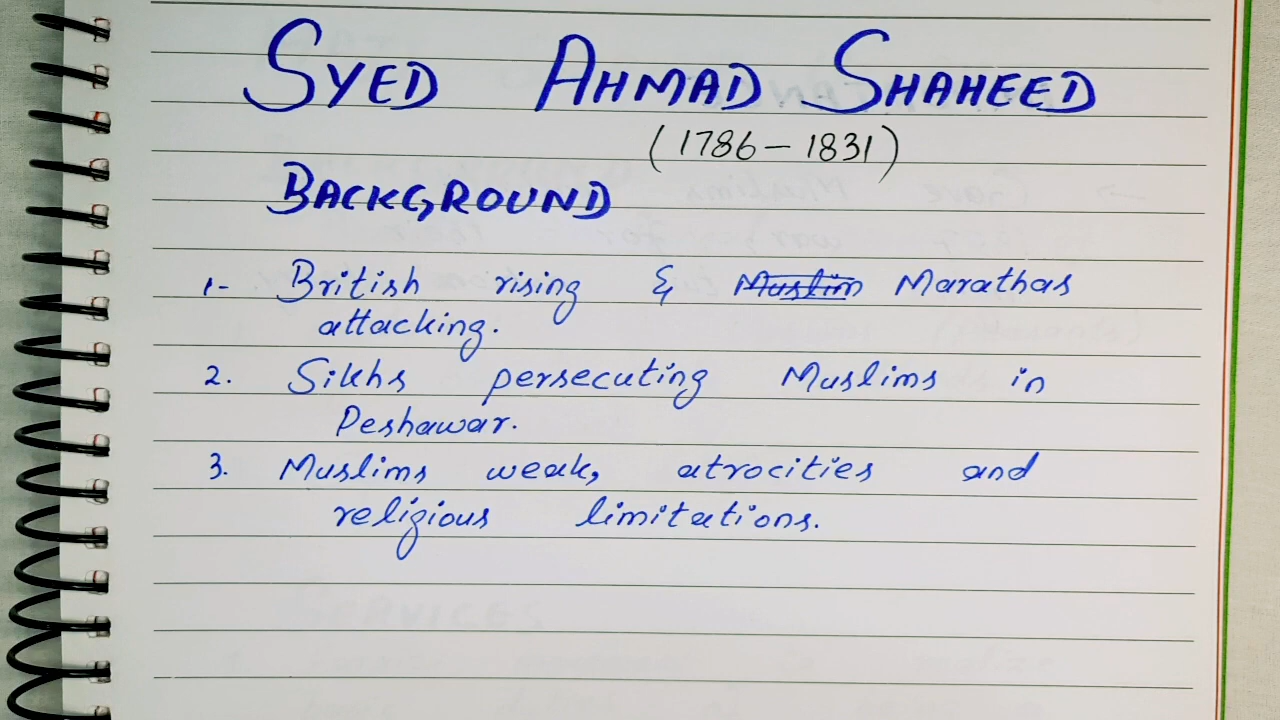 SYED AHMAD SHAHEED
(1786 – 1831)
BACKGROUND
1- British rising & Muslim Marathas
attacking.
2. Sikhs persecuting Muslims in
Peshawar.
3. Muslims weak, atrocities and
religious limitations.